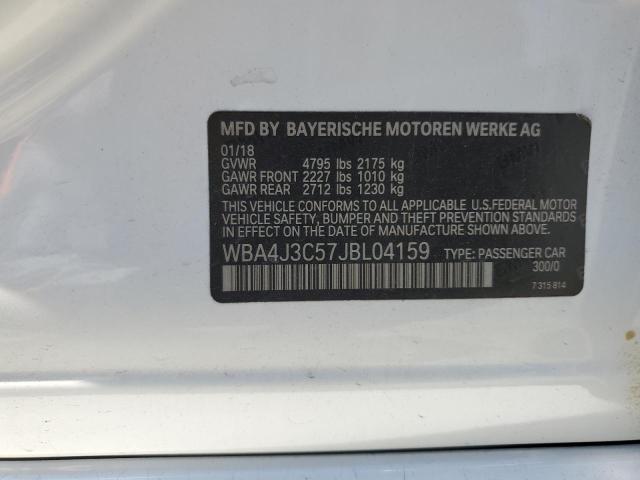 MFD BY BAYERISCHE MOTOREN WERKE AG
01/18
GVWR 4795 lbs 2175 kg
GAWR FRONT 2227 lbs 1010 kg
GAWR REAR 2712 lbs 1230 kg
THIS VEHICLE CONFORMS TO ALL APPLICABLE U.S.FEDERAL MOTOR
VEHICLE SAFETY, BUMPER AND THEFT PREVENTION STANDARDS
IN EFFECT ON THE DATE OF MANUFACTURE SHOWN ABOVE.
WBA4J3C57JBL04159 TYPE: PASSENGER CAR
300/0
7 315 814